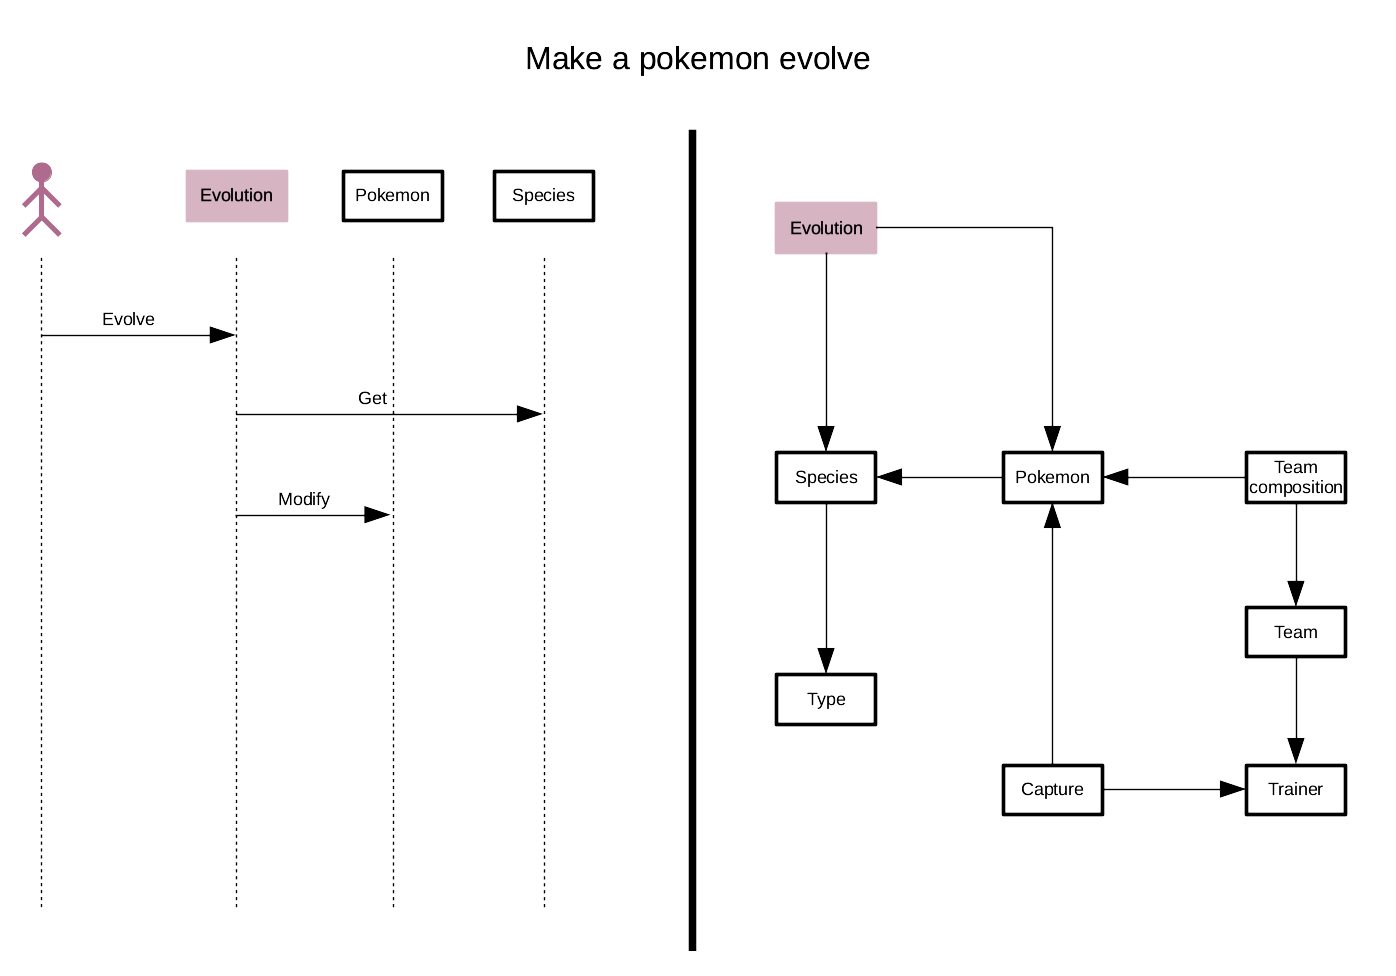 Make a pokemon evolve
Evolution
Pokemon
Species
Evolve
Get
Modify
Evolution
Species
Pokemon
Team
composition
Team
Type
Capture
Trainer